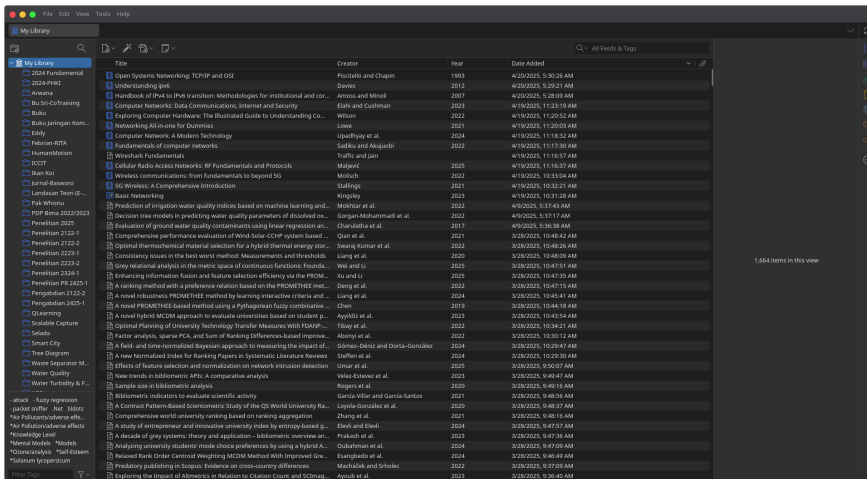 File Edit View Tools Help
My Library
All Fields & Tags
My Library
2024 Fundamental
2024-PHKI
Arwana
Bu Sri-CoTraining
Buku
Buku Jaringan Kom...
Eddy
Febrian-RITA
HumanMotion
ICCIT
Ikan Koi
Jurnal-Basworo
Landasan Teori (E-...
Pak Whisnu
PDP Bima 2022/2023
Penelitian 2025
Penelitian 2122-1
Penelitian 2122-2
Penelitian 2223-1
Penelitian 2223-2
Penelitian 2324-1
Penelitian PR 2425-1
Pengabdian 2122-2
Pengabdian 2425-1
QLearning
Scalable Capture
Selada
Smart City
Tree Diagram
Waste Separator M...
Water Quality
Water Turbidity & F...
- attack - fuzzy regression
- packet sniffer .Net )\ldots
*Air Pollutants/adverse effe...
*Air Pollution/adverse effects
*Knowledge Level
*Mental Models *Models
*Ozone/analysis *Self-Esteem
*Solanum lycopersicum
Filter Tags
Title Creator Year Date Added
Open Systems Networking: TCP/IP and OSI Piscitello and Chapin 1993 4/20/2025, 5:30:26 AM
Understanding ipv6 Davies 2012 4/20/2025, 5:29:21 AM
Handbook of IPv4 to IPv6 transition: Methodologies for institutional and cor... Amoss and Minoli 2007 4/20/2025, 5:28:09 AM
Computer Networks: Data Communications, Internet and Security Elahi and Cushman 2023 4/19/2025, 11:23:19 AM
Exploring Computer Hardware: The Illustrated Guide to Understanding Co... Wilson 2022 4/19/2025, 11:20:52 AM
Networking All-in-one for Dummies Lowe 2021 4/19/2025, 11:20:03 AM
Computer Network: A Modern Technology Upadhyay et al. 2024 4/19/2025, 11:18:32 AM
Fundamentals of computer networks Sadiku and Akujuobi 2022 4/19/2025, 11:17:30 AM
Wireshark Fundamentals Traffic and Jain 4/19/2025, 11:16:57 AM
Cellular Radio Access Networks: RF Fundamentals and Protocols Maljević 2025 4/19/2025, 11:16:37 AM
Wireless communications: from fundamentals to beyond 5G Molisch 2022 4/19/2025, 10:33:04 AM
5G Wireless: A Comprehensive Introduction Stallings 2021 4/19/2025, 10:32:21 AM
Basic Networking Kingsley 2023 4/19/2025, 10:31:28 AM
Prediction of irrigation water quality indices based on machine learning and... Mokhtar et al. 2022 4/9/2025, 5:37:43 AM
Decision tree models in predicting water quality parameters of dissolved ox... Gorgan-Mohammadi et al. 2022 4/9/2025, 5:37:17 AM
Evaluation of ground water quality contaminants using linear regression an... Charulatha et al. 2017 4/9/2025, 5:36:38 AM
Comprehensive performance evaluation of Wind-Solar-CCHP system based ... Qian et al. 2021 3/28/2025, 10:48:42 AM
Optimal thermochemical material selection for a hybrid thermal energy stor... Swaraj Kumar et al. 2022 3/28/2025, 10:48:26 AM
Consistency issues in the best worst method: Measurements and thresholds Liang et al. 2020 3/28/2025, 10:48:09 AM
Grey relational analysis in the metric space of continuous functions: Founda... Wei and Li 2025 3/28/2025, 10:47:51 AM
Enhancing information fusion and feature selection efficiency via the PROM... Xu and Li 2025 3/28/2025, 10:47:35 AM
A ranking method with a preference relation based on the PROMETHEE met... Deng et al. 2022 3/28/2025, 10:47:15 AM
A novel robustness PROMETHEE method by learning interactive criteria and ... Liang et al. 2024 3/28/2025, 10:45:41 AM
A novel PROMETHEE-based method using a Pythagorean fuzzy combinative ... Chen 2019 3/28/2025, 10:44:18 AM
A novel hybrid MCDM approach to evaluate universities based on student p... Ayyildiz et al. 2023 3/28/2025, 10:43:54 AM
Optimal Planning of University Technology Transfer Measures With FDANP-... Tibay et al. 2022 3/28/2025, 10:34:21 AM
Factor analysis, sparse PCA, and Sum of Ranking Differences-based improve... Abonyi et al. 2022 3/28/2025, 10:30:12 AM
A field- and time-normalized Bayesian approach to measuring the impact of... Gómez-Déniz and Dorta-González 2024 3/28/2025, 10:29:47 AM
A new Normalized Index for Ranking Papers in Systematic Literature Reviews Steffen et al. 2024 3/28/2025, 10:29:30 AM
Effects of feature selection and normalization on network intrusion detection Umar et al. 2025 3/28/2025, 9:50:07 AM
New trends in bibliometric APIs: A comparative analysis Velez-Estevez et al. 2023 3/28/2025, 9:49:47 AM
Sample size in bibliometric analysis Rogers et al. 2020 3/28/2025, 9:49:16 AM
Bibliometric indicators to evaluate scientific activity García-Villar and García-Santos 2021 3/28/2025, 9:48:56 AM
A Contrast Pattern-Based Scientometric Study of the QS World University Ra... Loyola-González et al. 2020 3/28/2025, 9:48:37 AM
Comprehensive world university ranking based on ranking aggregation Zhang et al. 2021 3/28/2025, 9:48:16 AM
A study of entrepreneur and innovative university index by entropy-based g... Elevli and Elevli 2024 3/28/2025, 9:47:57 AM
A decade of grey systems: theory and application – bibliometric overview an... Prakash et al. 2023 3/28/2025, 9:47:36 AM
Analyzing university students' mode choice preferences by using a hybrid A... Oubahman et al. 2024 3/28/2025, 9:47:09 AM
Relaxed Rank Order Centroid Weighting MCDM Method With Improved Gre... Esangbedo et al. 2024 3/28/2025, 9:46:49 AM
Predatory publishing in Scopus: Evidence on cross-country differences Macháček and Srholec 2022 3/28/2025, 9:37:09 AM
Exploring the Impact of Altmetrics in Relation to Citation Count and SCImag... Ayoub et al. 2023 3/28/2025, 9:36:40 AM
1,664 items in this view